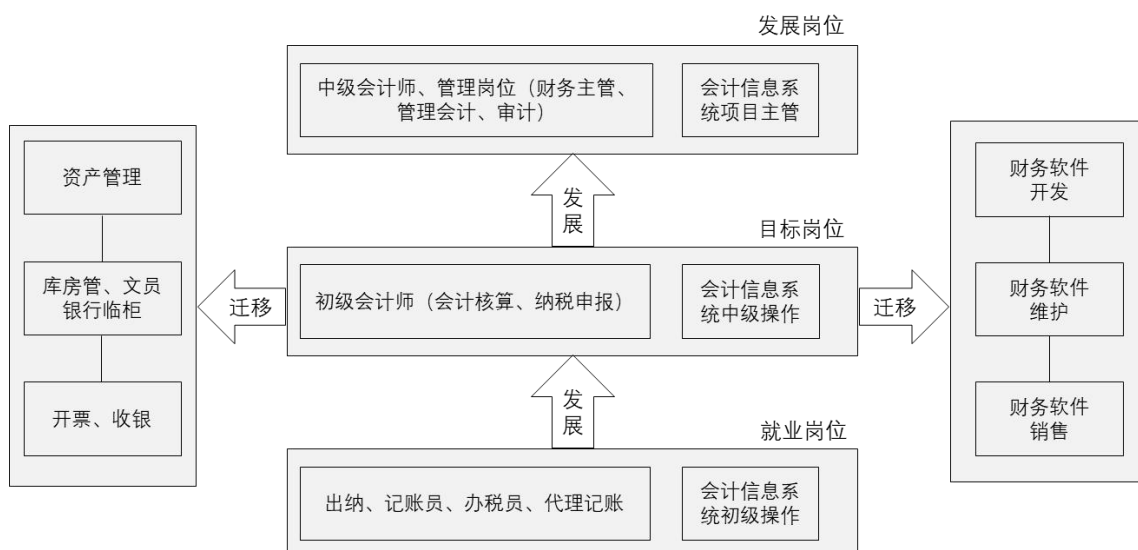 发展岗位
中级会计师、管理岗位（财务主管、
管理会计、审计）
会计信息系
统项目主管
发
展
目标岗位
初级会计师（会计核算、纳税申报）
会计信息系
统中级操作
发
展
就业岗位
出纳、记账员、办税员、代理记账
会计信息系
统初级操作
迁移
资产管理
库房管、文员
银行临柜
开票、收银
迁移
财务软件
开发
财务软件
维护
财务软件
销售